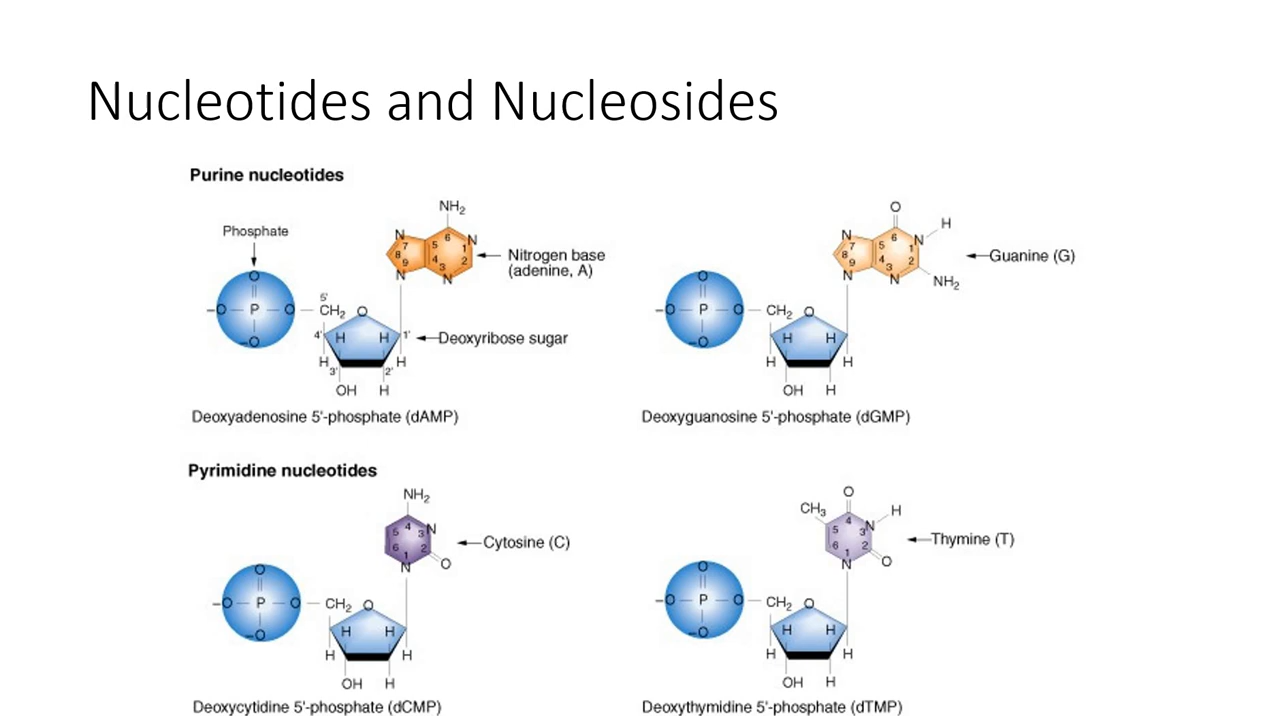 Nucleotides and Nucleosides
Purine nucleotides
Phosphate
O
-O P O
-O
5'
CH2 O
4' H H 1'
H H
3' 2'
OH H
NH2
N N
7 6 5 1
8 9 4 3 2
N N
Nitrogen base
(adenine, A)
Deoxyribose sugar
Deoxyadenosine 5'-phosphate (dAMP)
O
H
N N
7 6 5 1
8 9 4 3 2
N N NH2
Guanine (G)
O
-O P O CH2 O
-O
H H
H H
OH H
Deoxyguanosine 5'-phosphate (dGMP)
Pyrimidine nucleotides
NH2
5 4 3 N
6 1 2
N O
Cytosine (C)
O
-O P O CH2 O
-O
H H
H H
OH H
Deoxycytidine 5'-phosphate (dCMP)
O
CH3 H
5 4 3 N
6 1 2
N O
Thymine (T)
O
-O P O CH2 O
-O
H H
H H
OH H
Deoxythymidine 5'-phosphate (dTMP)